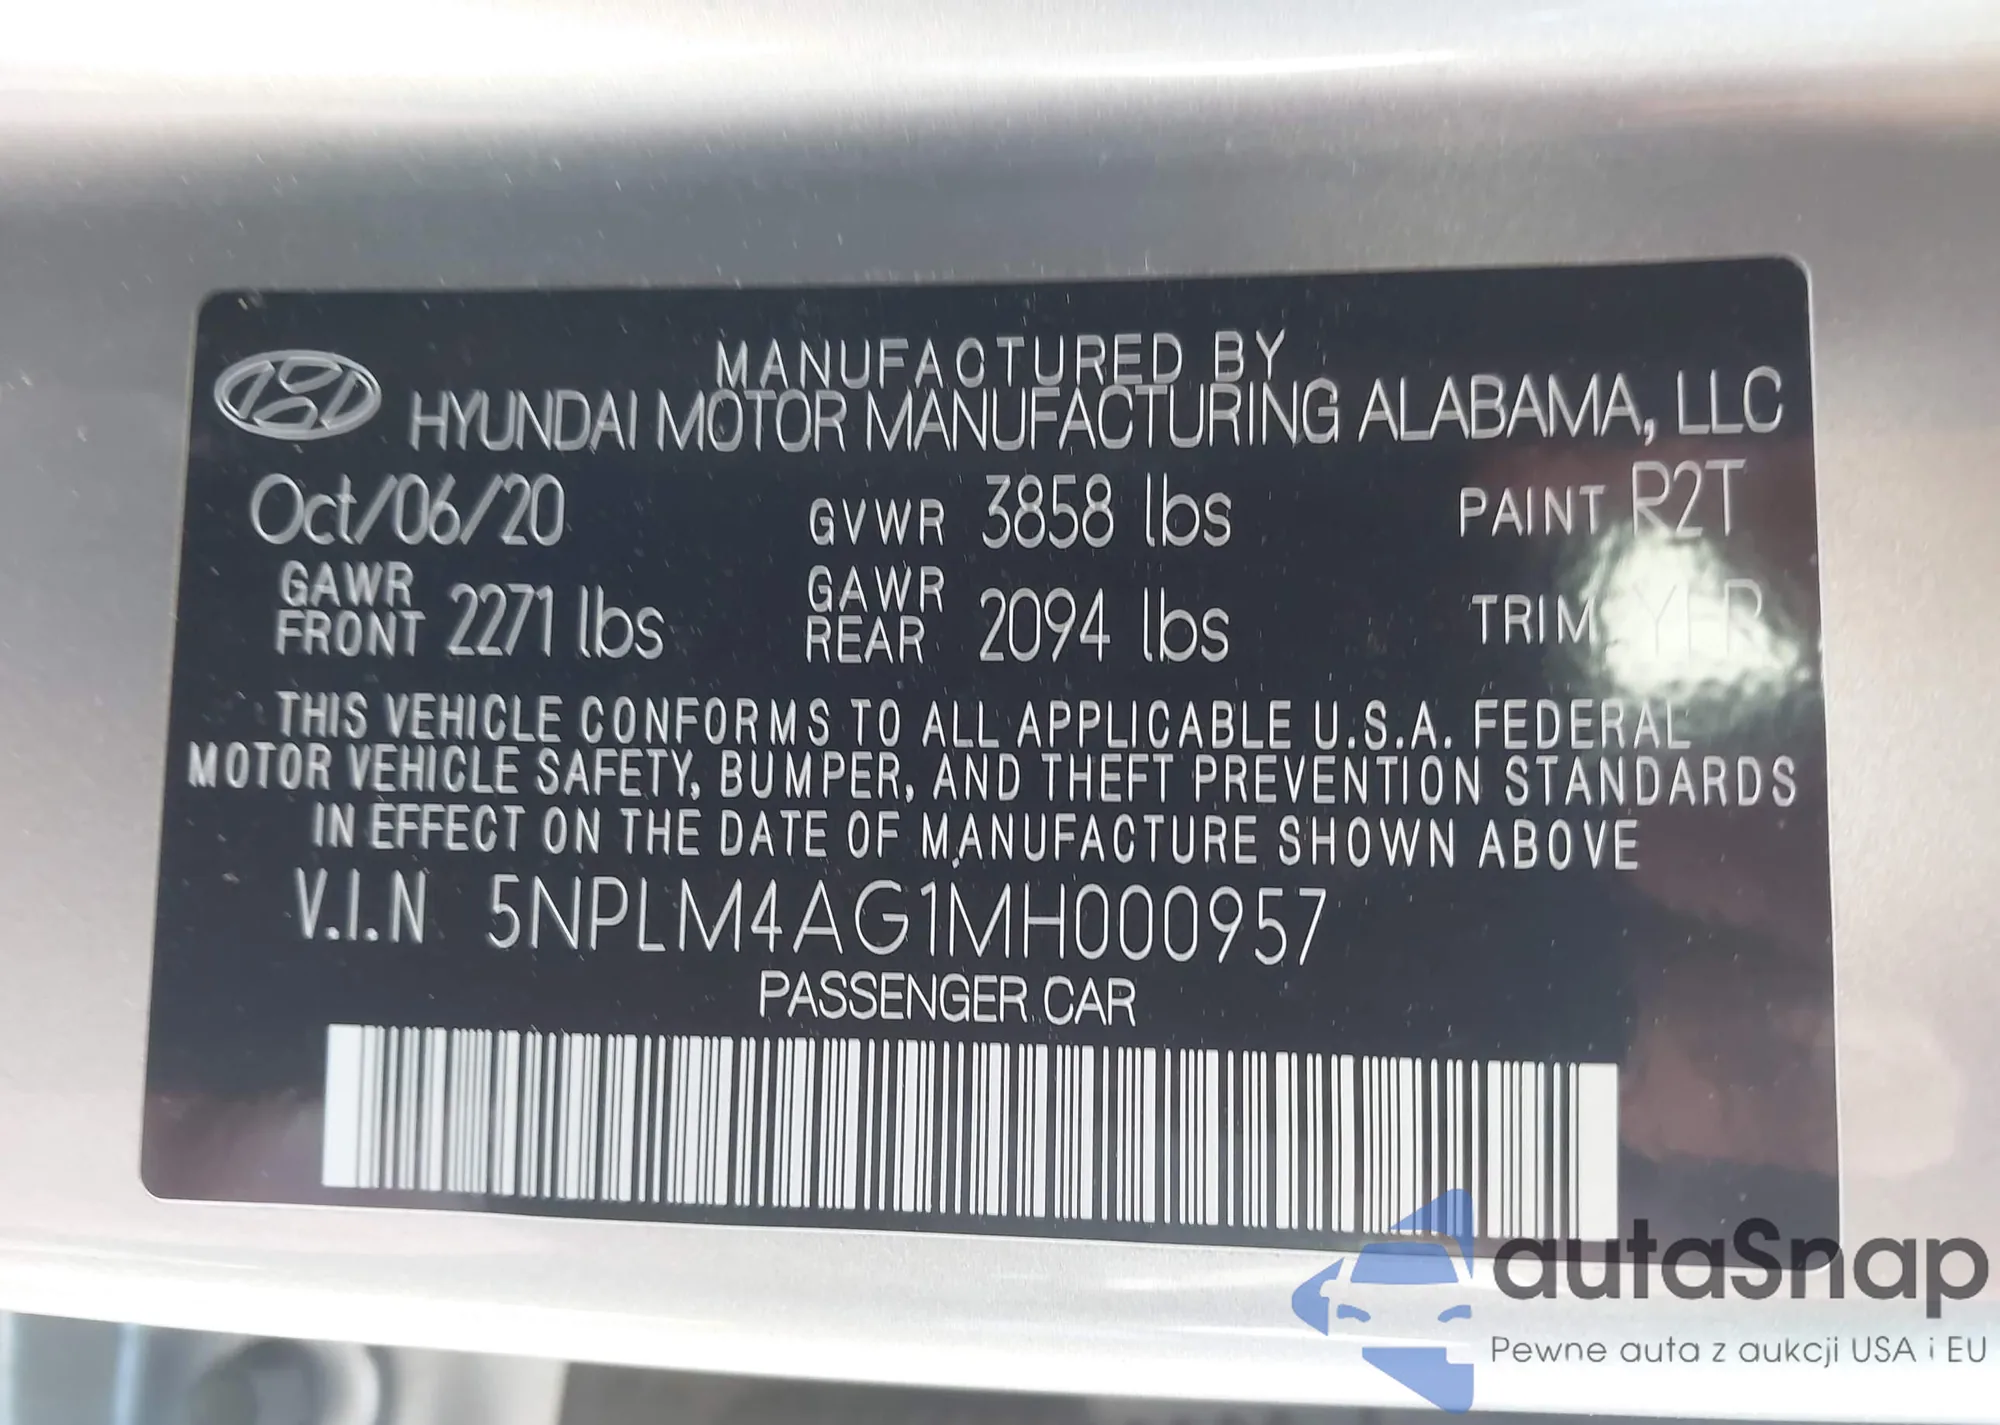 MANUFACTURED BY
HYUNDAI MOTOR MANUFACTURING ALABAMA, LLC
Oct/06/20 GVWR 3858 lbs PAINT R2T
GAWR FRONT 2271 lbs GAWR REAR 2094 lbs TRIM
THIS VEHICLE CONFORMS TO ALL APPLICABLE U.S.A. FEDERAL
MOTOR VEHICLE SAFETY, BUMPER, AND THEFT PREVENTION STANDARDS
IN EFFECT ON THE DATE OF MANUFACTURE SHOWN ABOVE
V.I.N 5NPLM4AG1MH000957
PASSENGER CAR
autaSnap
Pewne auta z aukcji USA i EU